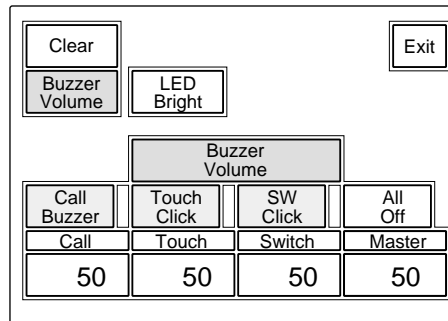 Clear
Exit
Buzzer
Volume
LED
Bright
Buzzer
Volume
Call
Buzzer
Touch
Click
SW
Click
All
Off
Call
Touch
Switch
Master
50
50
50
50